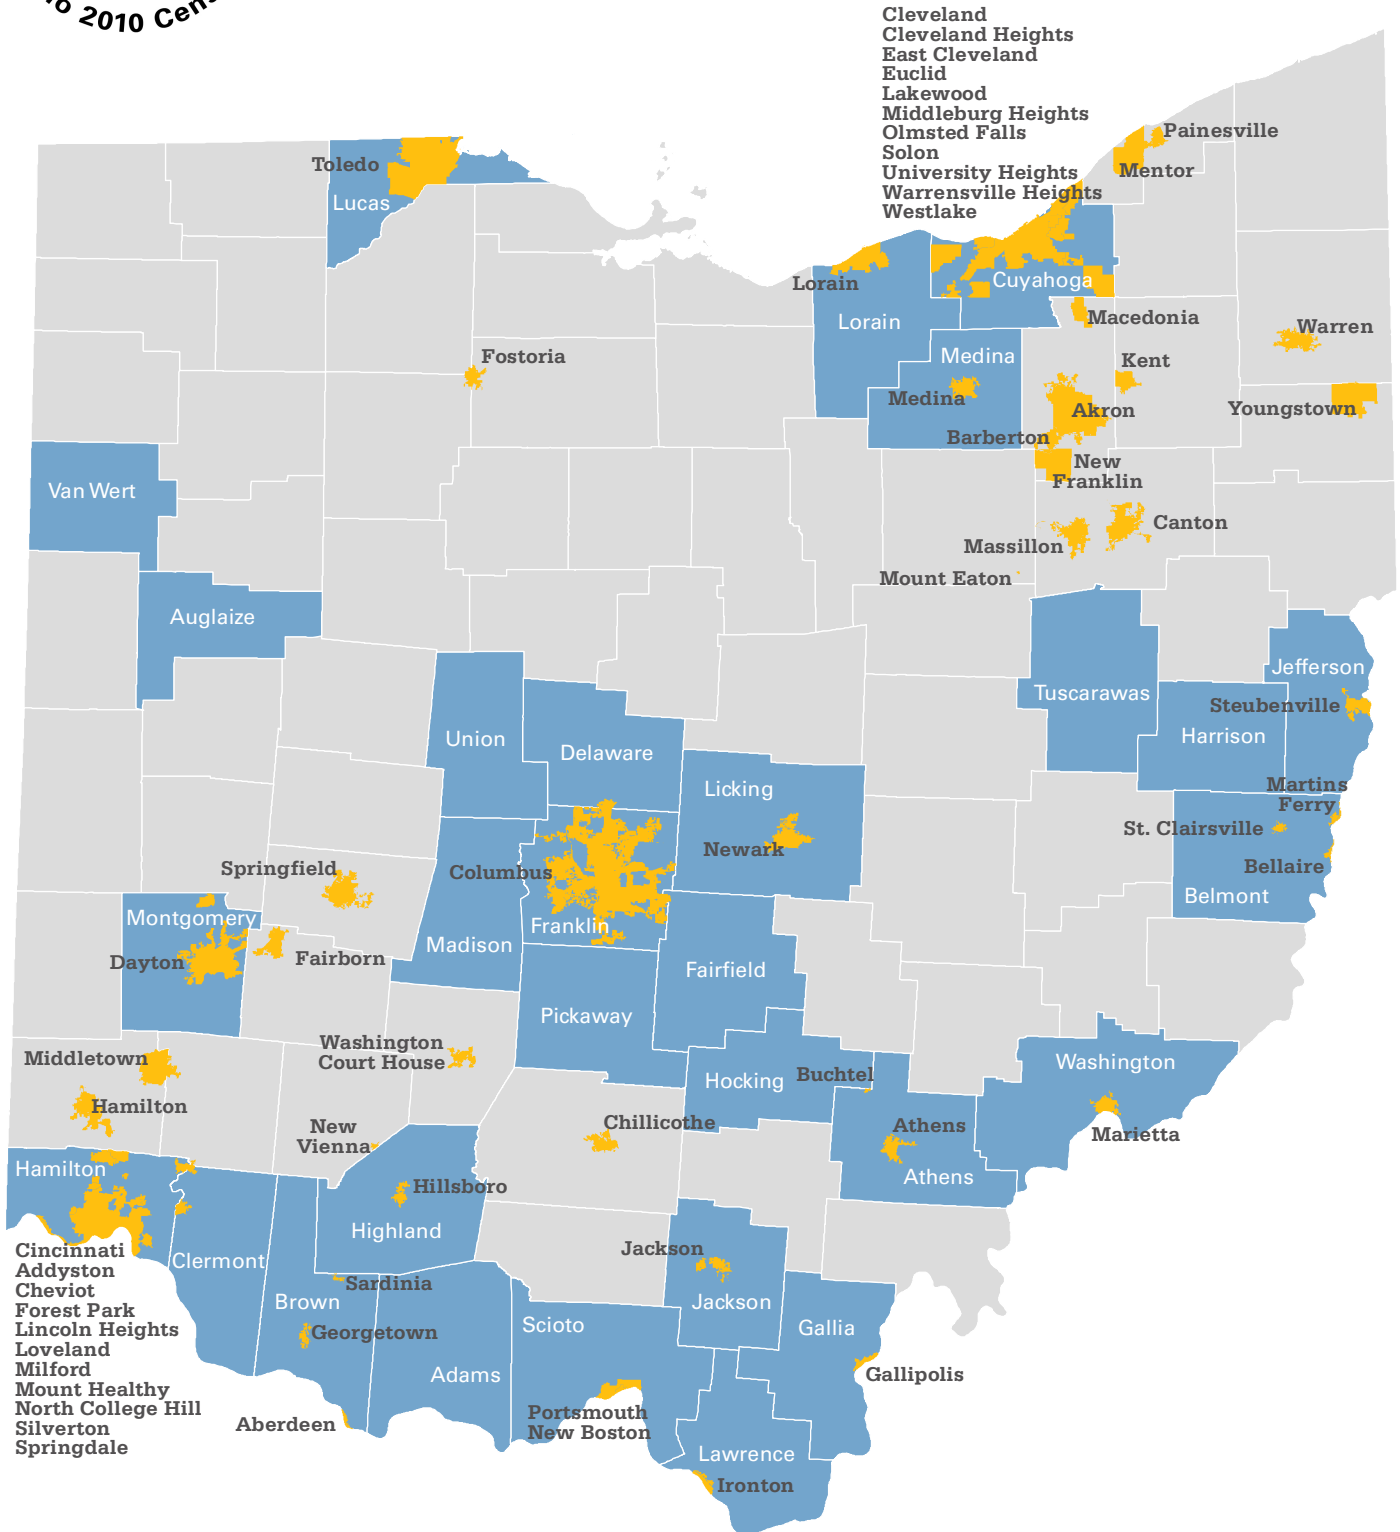 2010 Cen
Cleveland
Cleveland Heights
East Cleveland
Euclid
Lakewood
Middleburg Heights
Olmsted Falls
Solon
University Heights
Warrensville Heights
Westlake
Painesville
Mentor
Toledo
Lucas
Lorain
Cuyahoga
Lorain
Macedonia
Warren
Fostoria
Medina
Kent
Medina
Akron
Youngstown
Barberton
New
Franklin
Van Wert
Canton
Massillon
Mount Eaton
Auglaize
Jefferson
Tuscarawas
Steubenville
Harrison
Union
Delaware
Licking
Martins
Ferry
St. Clairsville
Newark
Bellaire
Springfield
Columbus
Belmont
Montgomery
Franklin
Madison
Dayton
Fairborn
Fairfield
Pickaway
Washington
Court House
Middletown
Washington
Hocking
Buchtel
Hamilton
Chillicothe
Athens
Marietta
New
Vienna
Hamilton
Athens
Hillsboro
Highland
Jackson
Cincinnati
Addyston
Cheviot
Forest Park
Lincoln Heights
Loveland
Milford
Mount Healthy
North College Hill
Silverton
Springdale
Clermont
Sardinia
Brown
Jackson
Georgetown
Scioto
Gallia
Adams
Gallipolis
Aberdeen
Portsmouth
New Boston
Lawrence
Ironton